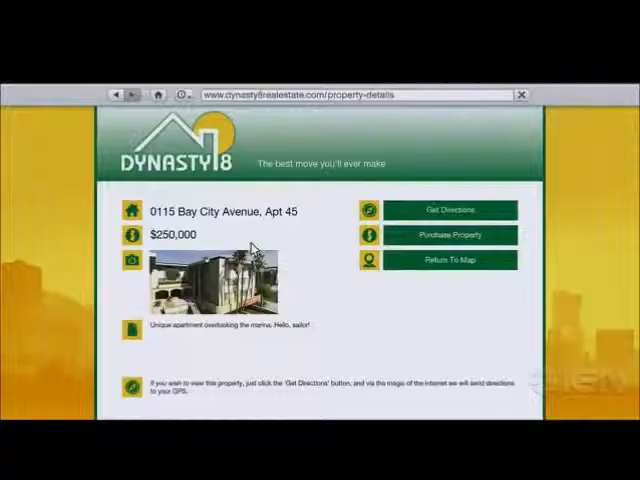 www.dynasty8realestate.com/property-details
DYNASTY 8
The best move you'll ever make
0115 Bay City Avenue, Apt 45
Get Directions
$250,000
Purchase Property
Return To Map
Unique apartment overlooking the marina. Hello, sailor!
If you wish to view this property, just click the 'Get Directions' button, and via the magic of the internet we will send directions
to your GPS.
IGN